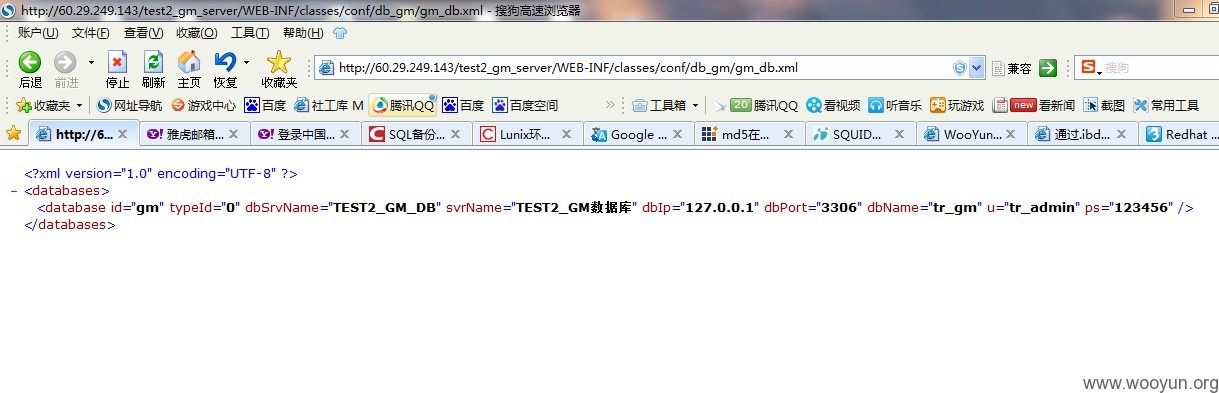 http://60.29.249.143/test2_gm_server/WEB-INF/classes/conf/db_gm/gm_db.xml - 搜狗高速浏览器
账户(U) 文件(F) 查看(V) 收藏(O) 工具(T) 帮助(H)
http://60.29.249.143/test2_gm_server/WEB-INF/classes/conf/db_gm/gm_db.xml 兼容 搜狗
后退 前进 停止 刷新 主页 恢复 收藏夹
收藏夹 网址导航 游戏中心 百度 社工库 M 腾讯QQ 百度 百度空间 » 工具箱 20 腾讯QQ 看视频 听音乐 玩游戏 new 看新闻 截图 常用工具
http://6... 雅虎邮箱... 登录中国... SQL备份... Lunix环... Google ... md5在... SQUID... WooYun... 通过.ibd... Redhat ...
<?xml version="1.0" encoding="UTF-8" ?>
- <databases>
<database id="gm" typeId="0" dbSrvName="TEST2_GM_DB" svrName="TEST2_GM数据库" dbIp="127.0.0.1" dbPort="3306" dbName="tr_gm" u="tr_admin" ps="123456" />
</databases>
www.wooyun.org